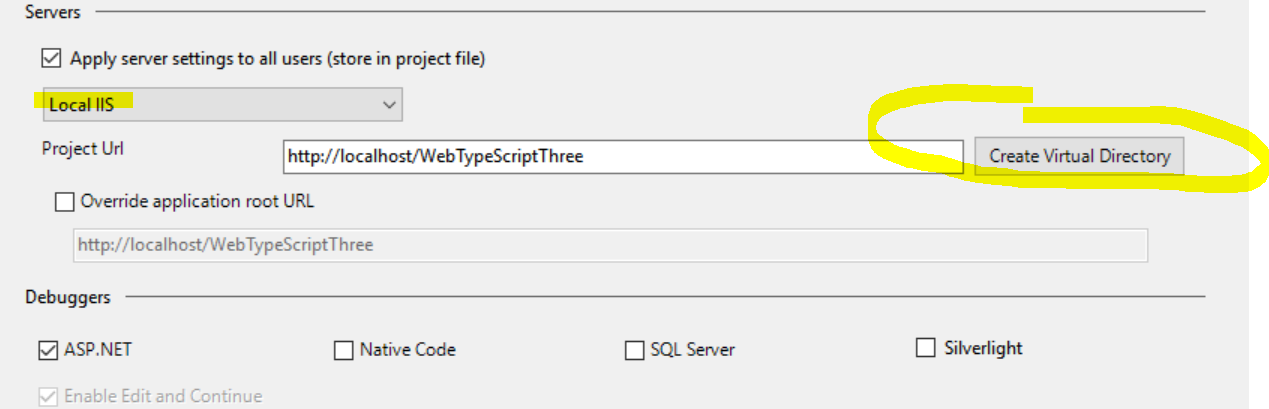 Servers
Apply server settings to all users (store in project file)
Local IIS
Project Url
http://localhost/WebTypeScriptThree
Create Virtual Directory
Override application root URL
http://localhost/WebTypeScriptThree
Debuggers
ASP.NET
Native Code
SQL Server
Silverlight
Enable Edit and Continue